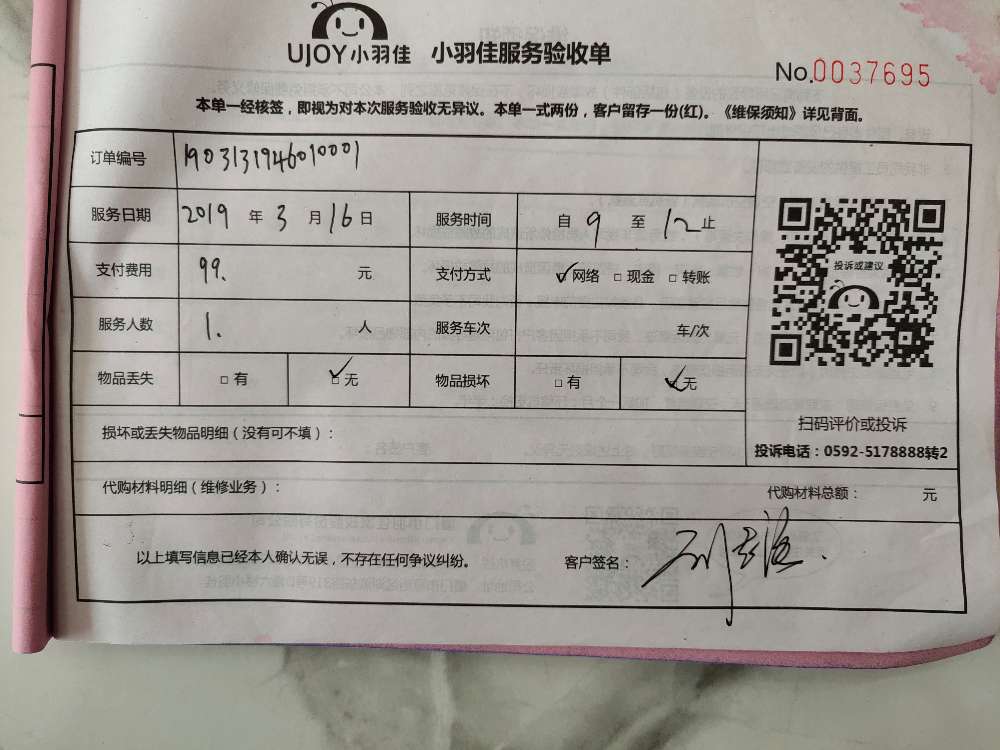 UJOY小羽佳 小羽佳服务验收单
No.0037695
本单一经核签，即视为对本次服务验收无异议。本单一式两份，客户留存一份(红)。《维保须知》详见背面。
订单编号 1903131946010001
服务日期 2019 年 3 月 16 日 服务时间 自 9 至 12 止
支付费用 99. 元 支付方式 ✓网络 □现金 □转账
服务人数 1. 人 服务车次 车/次
物品丢失 □有 ☑无 物品损坏 □有 ☑无
投诉或建议
扫码评价或投诉
投诉电话：0592-5178888转2
损坏或丢失物品明细（没有可不填）：
代购材料明细（维修业务）： 代购材料总额： 元
以上填写信息已经本人确认无误，不存在任何争议纠纷。 客户签名：